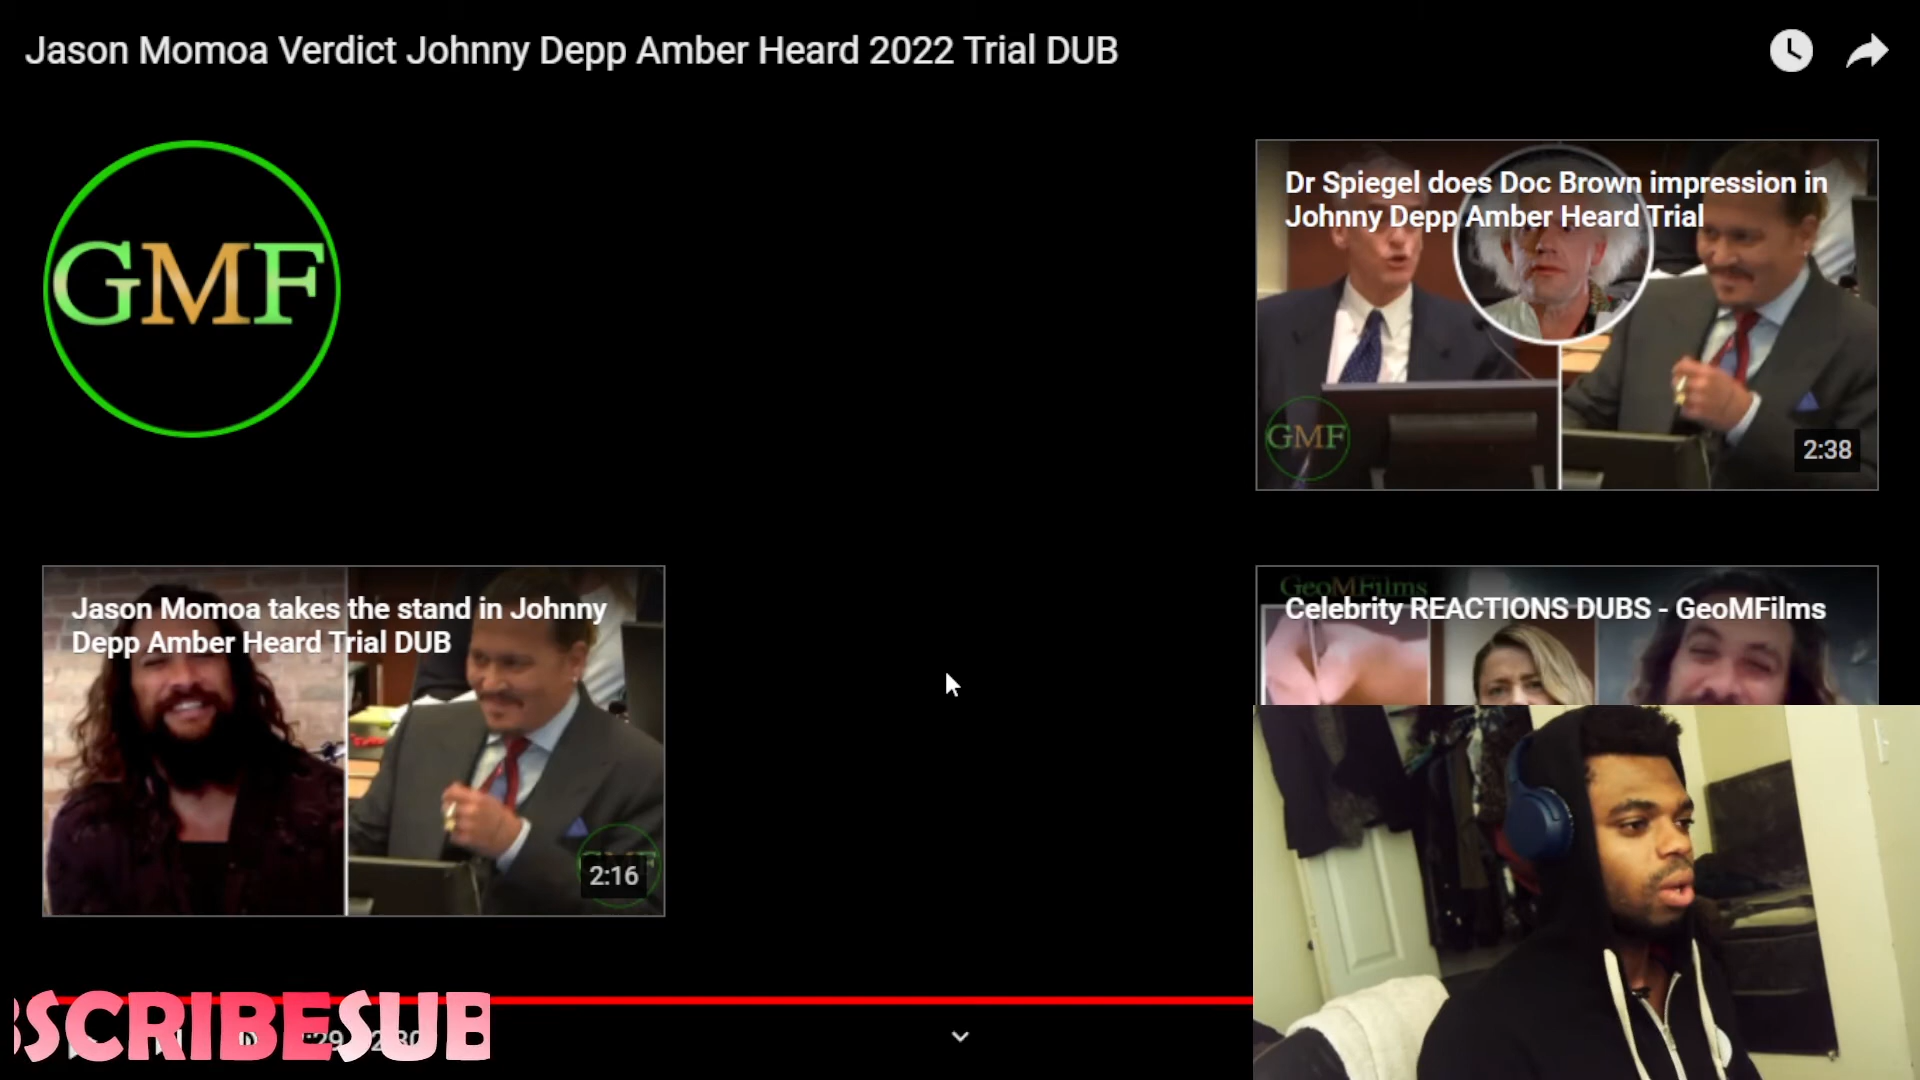 Jason Momoa Verdict Johnny Depp Amber Heard 2022 Trial DUB
GMF
Dr Spiegel does Doc Brown impression in
Johnny Depp Amber Heard Trial
GMF
2:38
Jason Momoa takes the stand in Johnny
Depp Amber Heard Trial DUB
2:16
GeoMFilms
Celebrity REACTIONS DUBS - GeoMFilms
SCRIBESUB